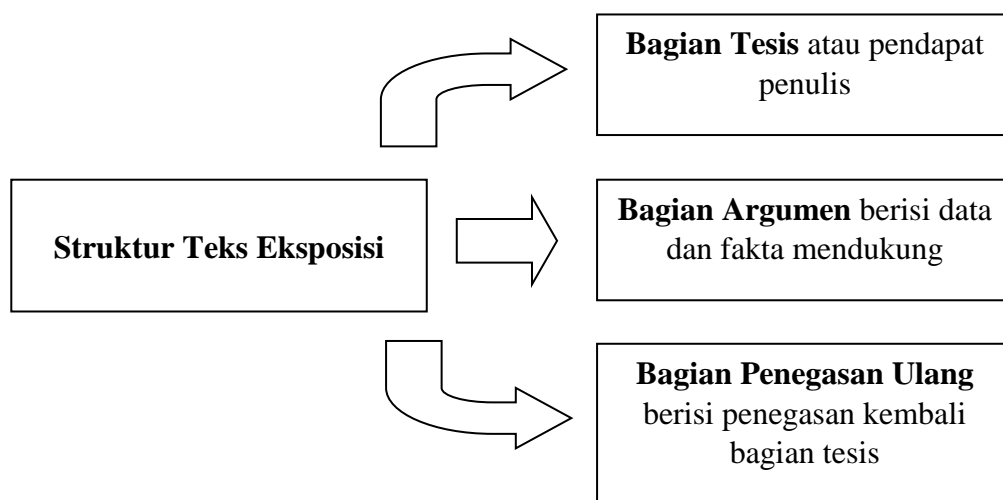 Bagian Tesis atau pendapat
penulis
Struktur Teks Eksposisi
Bagian Argumen berisi data
dan fakta mendukung
Bagian Penegasan Ulang
berisi penegasan kembali
bagian tesis